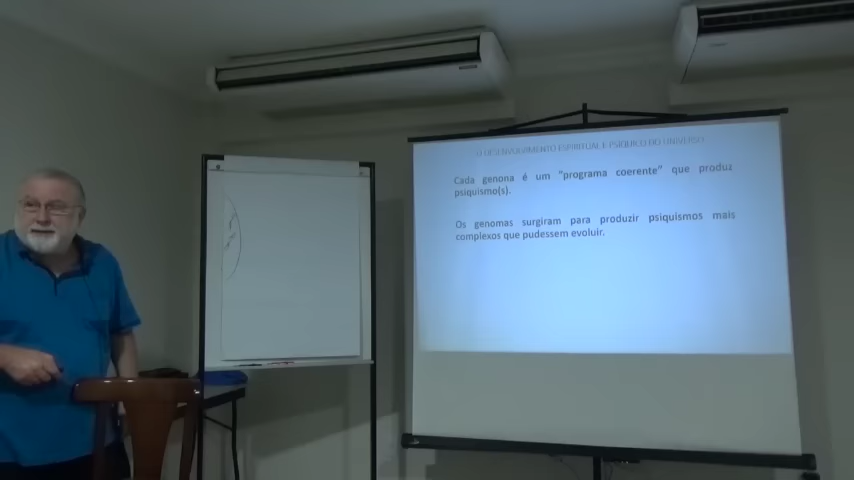 O DESENVOLVIMENTO ESPIRITUAL E PSÍQUICO DO UNIVERSO
Cada genona é um "programa coerente" que produz
psiquismo(s).
Os genomas surgiram para produzir psiquismos mais
complexos que pudessem evoluir.